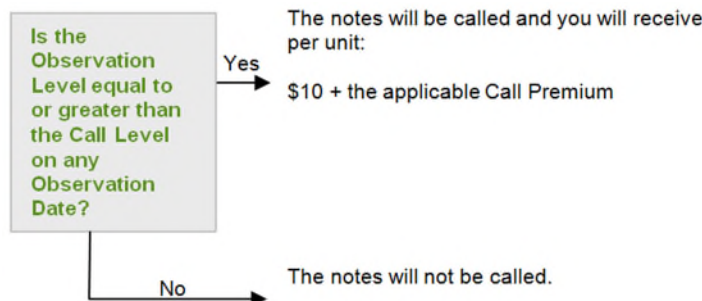 Is the
Observation
Level equal to
or greater than
the Call Level
on any
Observation
Date?
Yes
The notes will be called and you will receive
per unit:
$10 + the applicable Call Premium
No
The notes will not be called.